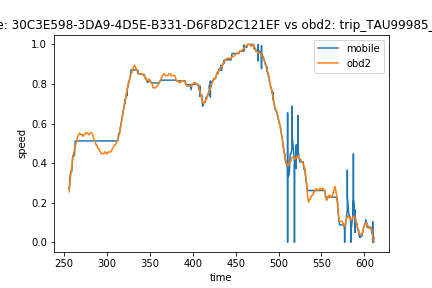 e: 30C3E598-3DA9-4D5E-B331-D6F8D2C121EF vs obd2: trip_TAU99985_
mobile
obd2
1.0
0.8
0.6
0.4
0.2
0.0
speed
250 300 350 400 450 500 550 600
time